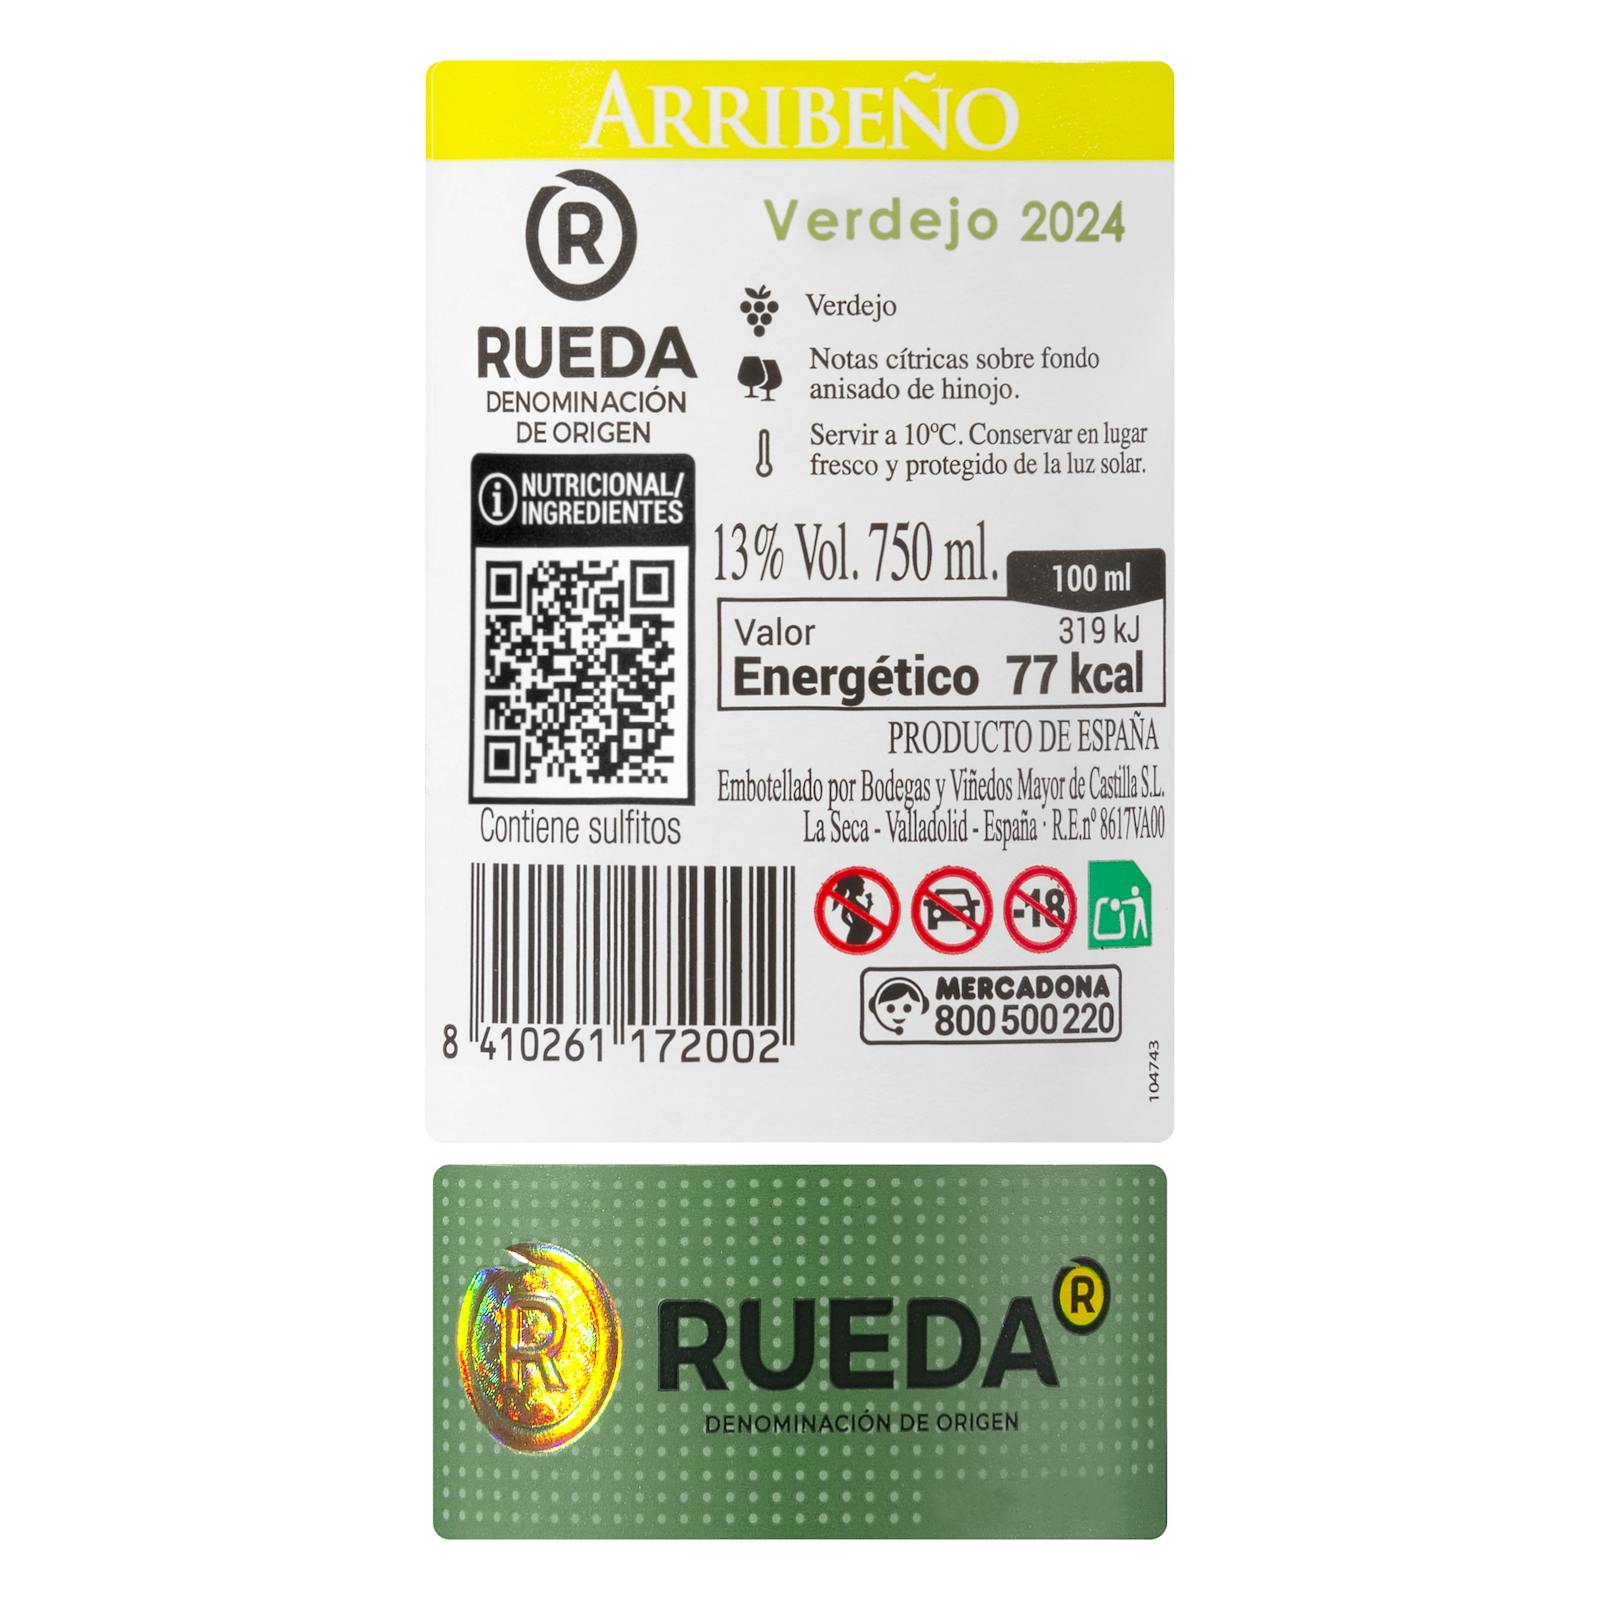 ARRIBEÑO
R
RUEDA
DENOMINACIÓN
DE ORIGEN
Verdejo 2024
Verdejo
Notas cítricas sobre fondo
anisado de hinojo.
Servir a 10ºC. Conservar en lugar
fresco y protegido de la luz solar.
i NUTRICIONAL/
INGREDIENTES
Contiene sulfitos
13% Vol. 750 ml.
100 ml
Valor 319 kJ
Energético 77 kcal
PRODUCTO DE ESPAÑA
Embotellado por Bodegas y Viñedos Mayor de Castilla S.L.
La Seca - Valladolid - España · R.E.nº 8617VA00
-18
8 410261 172002
MERCADONA
800 500 220
104743
R
RUEDA
R
DENOMINACIÓN DE ORIGEN